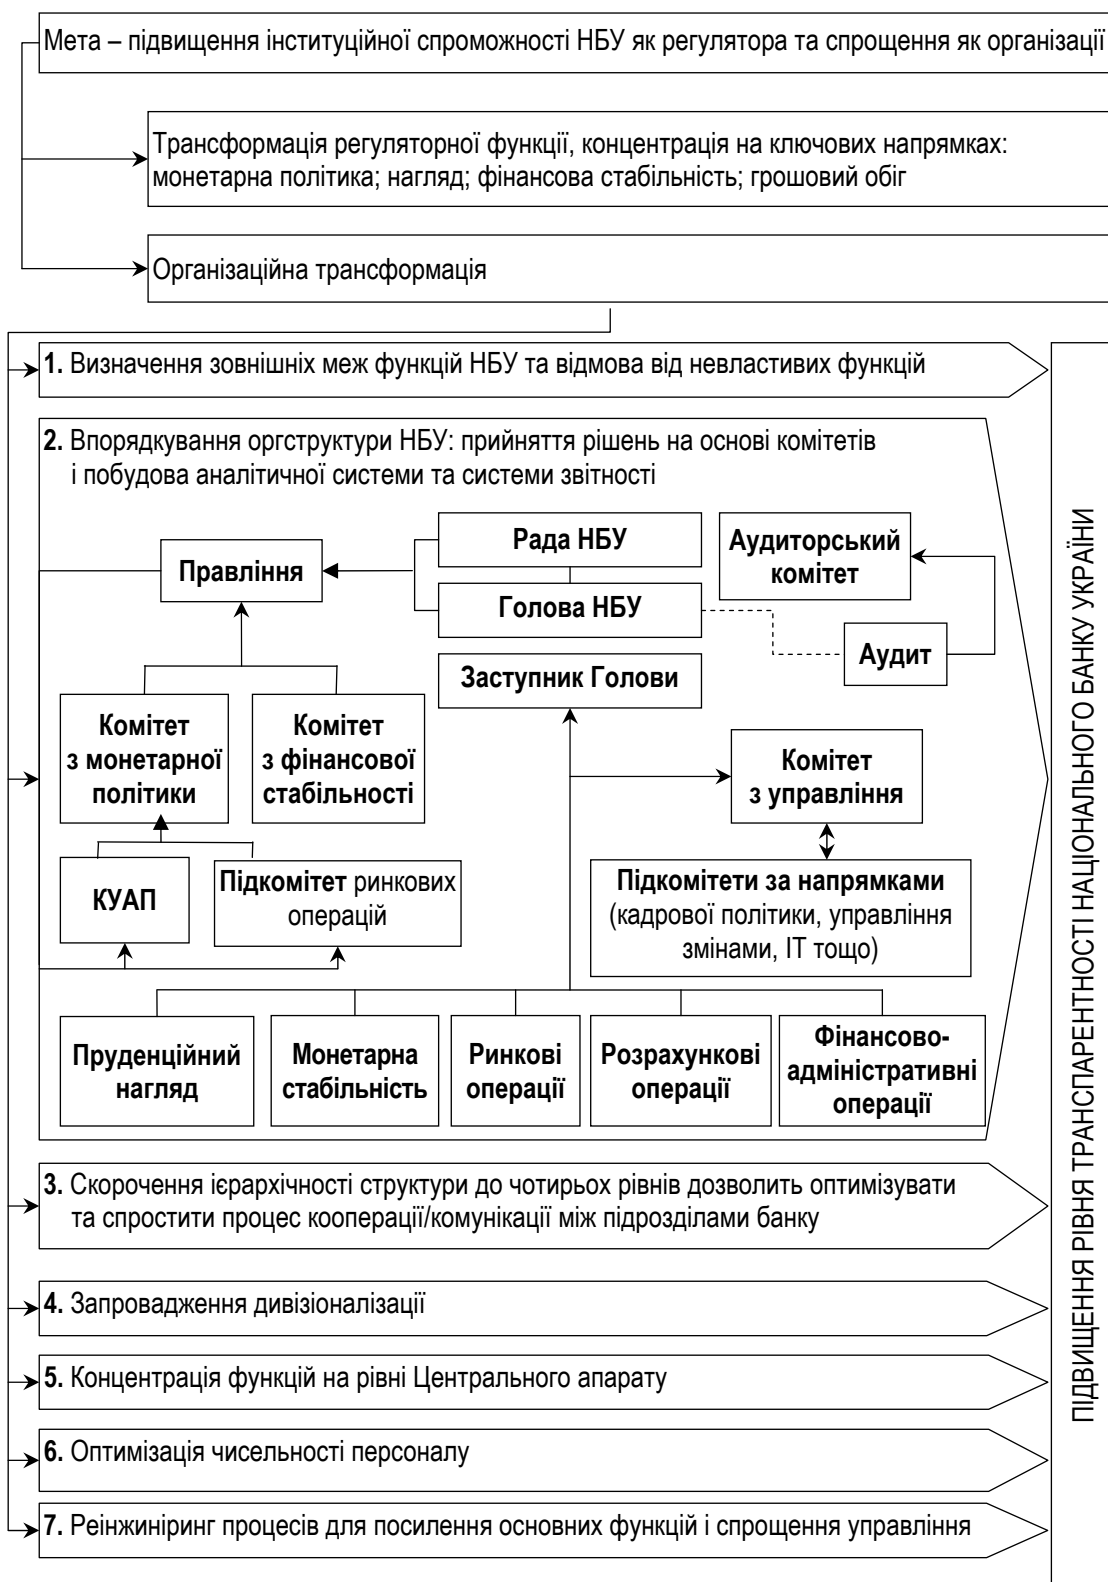 Мета – підвищення інституційної спроможності НБУ як регулятора та спрощення як організації
Трансформація регуляторної функції, концентрація на ключових напрямках:
монетарна політика; нагляд; фінансова стабільність; грошовий обіг
Організаційна трансформація
1. Визначення зовнішніх меж функцій НБУ та відмова від невластивих функцій
2. Впорядкування оргструктури НБУ: прийняття рішень на основі комітетів
і побудова аналітичної системи та системи звітності
Правління
Рада НБУ
Голова НБУ
Аудиторський
комітет
Аудит
Заступник Голови
Комітет
з монетарної
політики
Комітет
з фінансової
стабільності
Комітет
з управління
КУАП
Підкомітет ринкових
операцій
Підкомітети за напрямками
(кадрової політики, управління
змінами, ІТ тощо)
Пруденційний
нагляд
Монетарна
стабільність
Ринкові
операції
Розрахункові
операції
Фінансово-
адміністративні
операції
3. Скорочення ієрархічності структури до чотирьох рівнів дозволить оптимізувати
та спростити процес кооперації/комунікації між підрозділами банку
4. Запровадження дивізіоналізації
5. Концентрація функцій на рівні Центрального апарату
6. Оптимізація чисельності персоналу
7. Реінжиніринг процесів для посилення основних функцій і спрощення управління
ПІДВИЩЕННЯ РІВНЯ ТРАНСПАРЕНТНОСТІ НАЦІОНАЛЬНОГО БАНКУ УКРАЇНИ